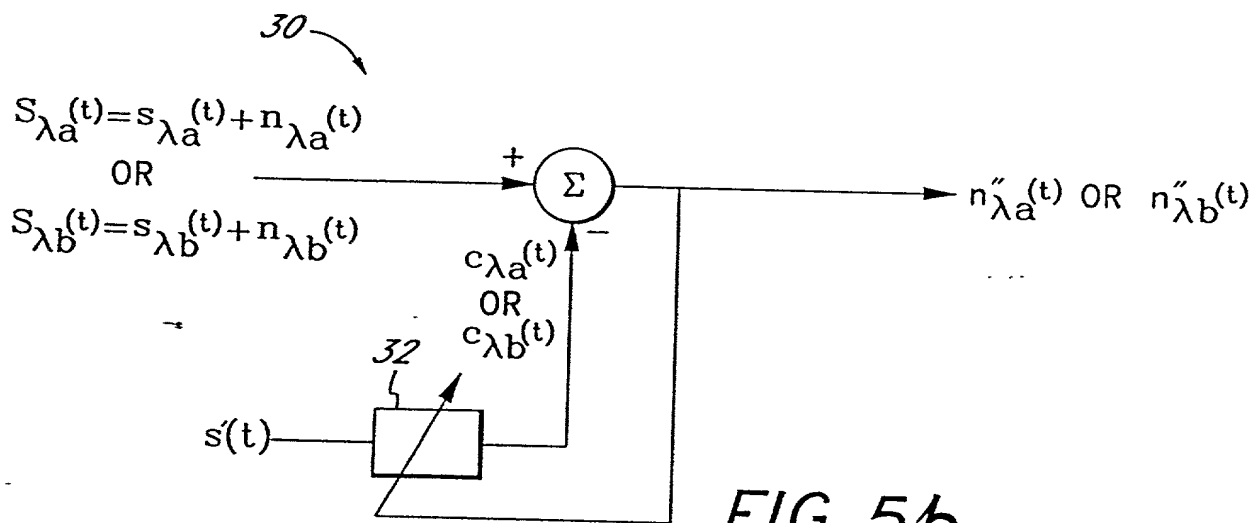 30
S_λa(t)=s_λa(t)+n_λa(t)
OR
S_λb(t)=s_λb(t)+n_λb(t)
+
Σ
−
n″_λa(t) OR n″_λb(t)
c_λa(t)
OR
c_λb(t)
32
s′(t)
FIG. 5b